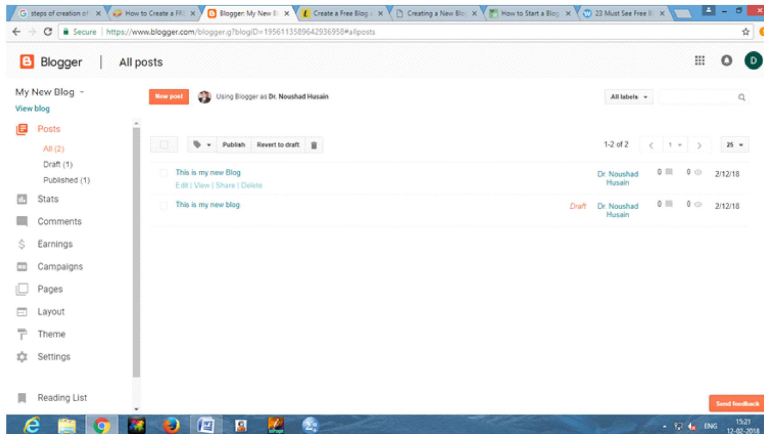 steps of creation of
How to Create a FRE
Blogger: My New B
Create a Free Blog
Creating a New Blo
How to Start a Blog
23 Must See Free B
Secure | https://www.blogger.com/blogger.g?blogID=1956113589642936958#allposts
Blogger | All posts
D
My New Blog
View blog
New post
Using Blogger as Dr. Noushad Husain
All labels
Posts
All (2)
Draft (1)
Published (1)
Stats
Comments
Earnings
Campaigns
Pages
Layout
Theme
Settings
Reading List
Publish
Revert to draft
1-2 of 2
1
25
This is my new Blog
Edit | View | Share | Delete
Dr. Noushad
Husain
0
0
2/12/18
This is my new blog
Draft
Dr. Noushad
Husain
0
0
2/12/18
Send feedback
ENG
15:21
12-02-2018